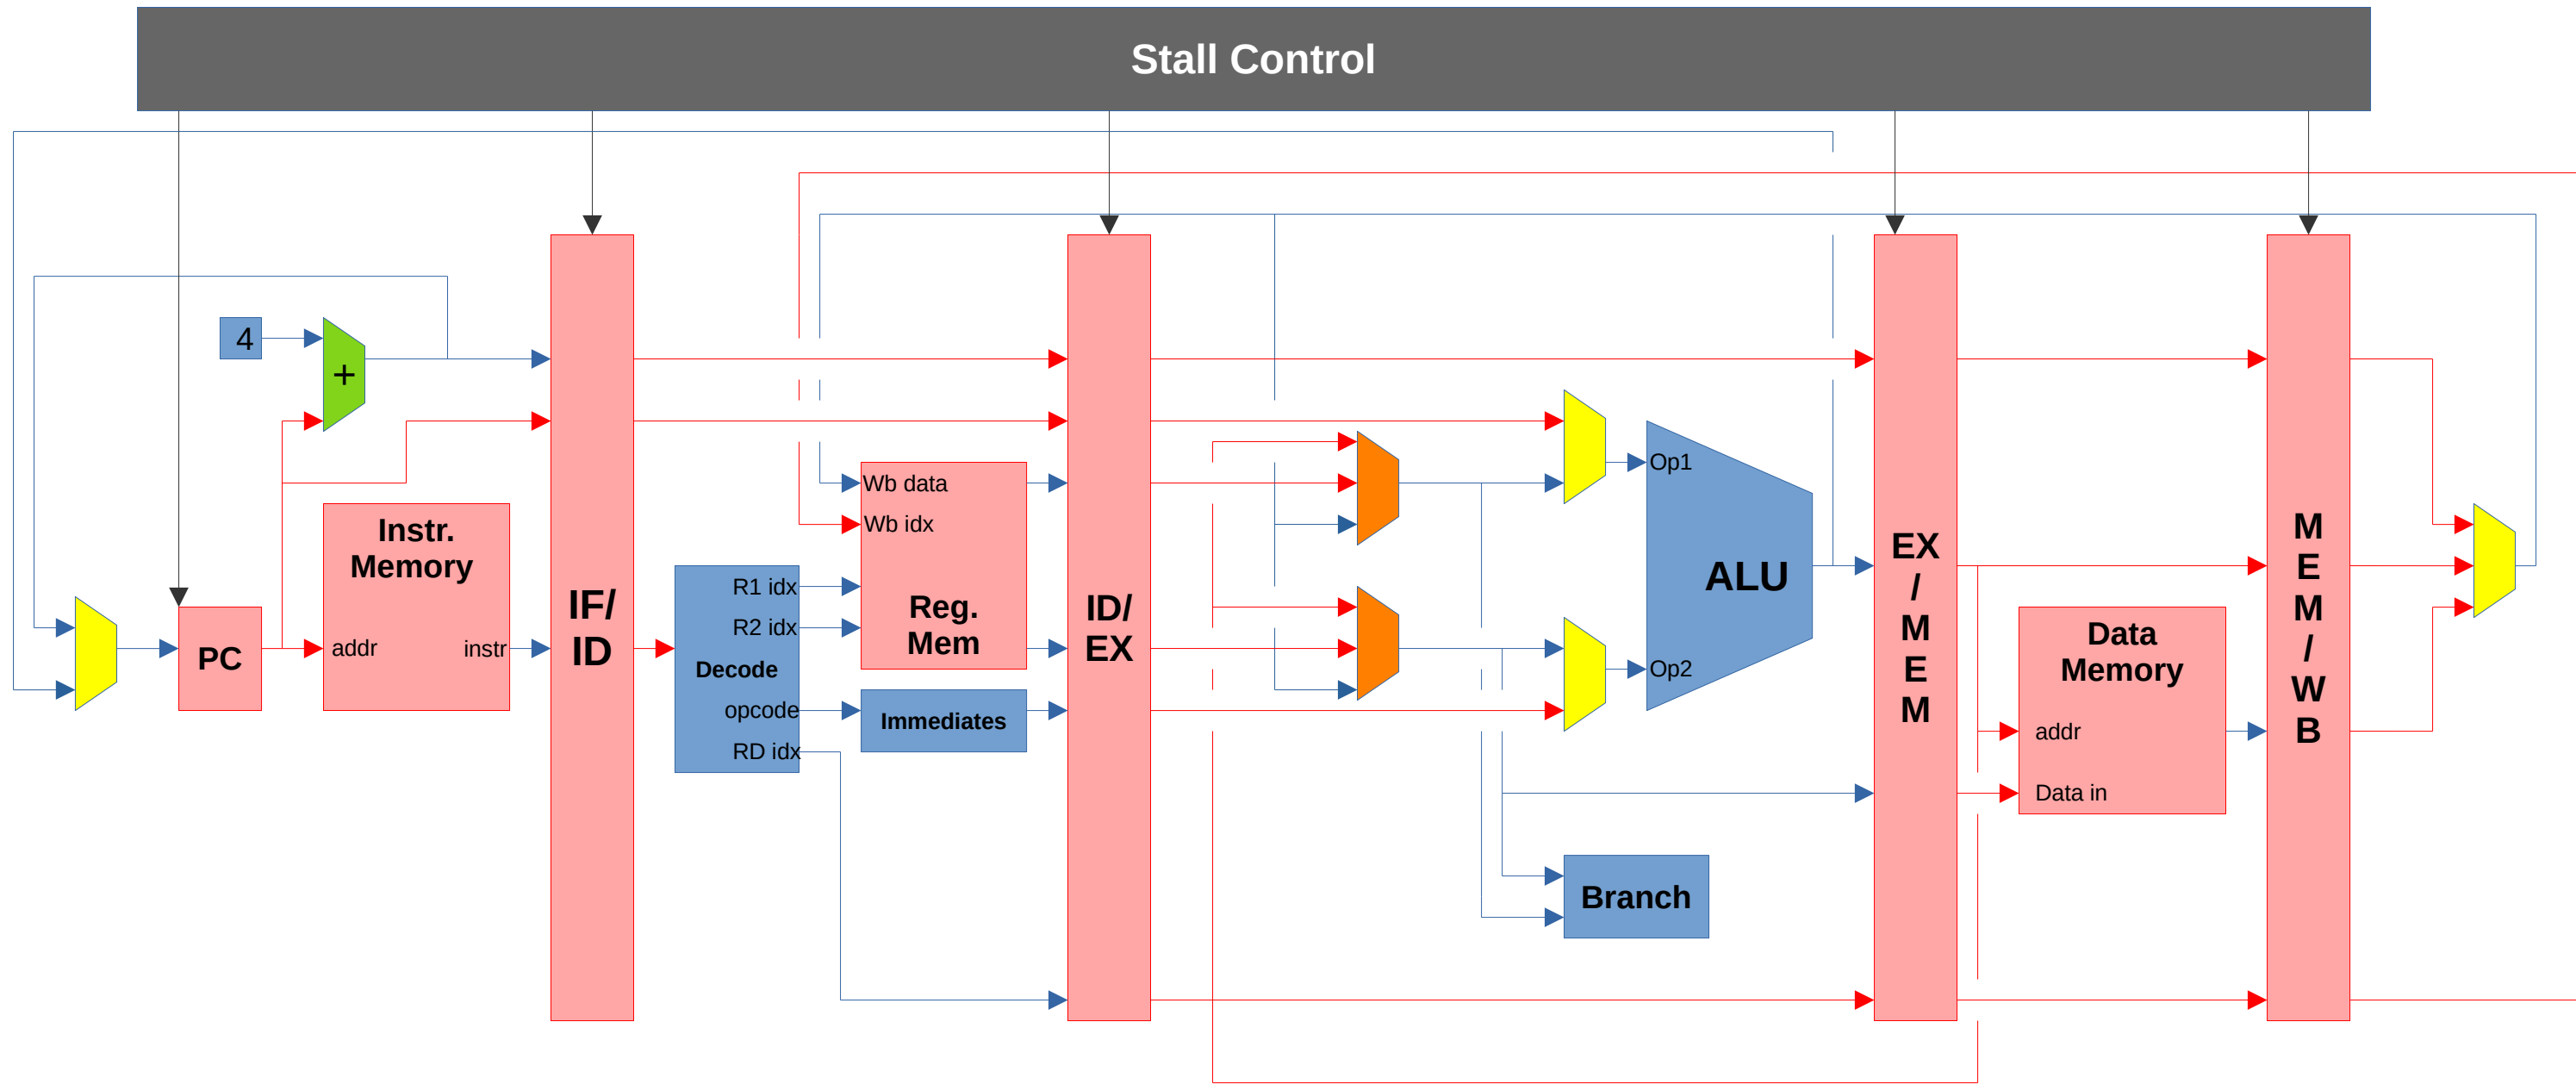 Stall Control
4
+
Instr.
Memory
addr
instr
PC
IF/
ID
R1 idx
R2 idx
Decode
opcode
RD idx
Wb data
Wb idx
Reg.
Mem
Immediates
ID/
EX
Op1
ALU
Op2
Branch
EX
/
M
E
M
Data
Memory
addr
Data in
M
E
M
/
W
B